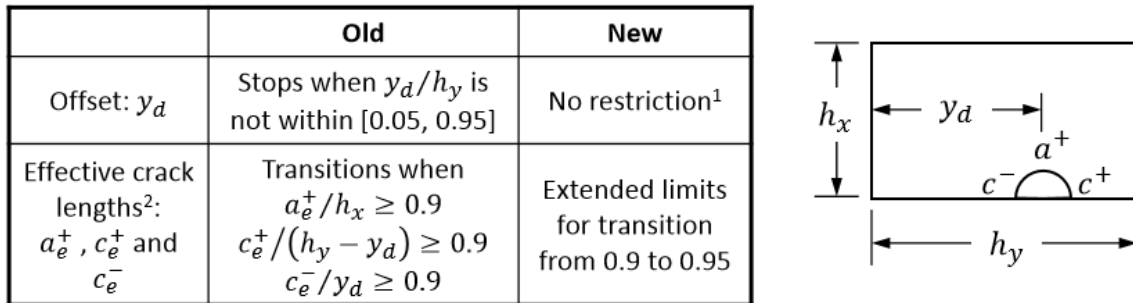 Old
New
Offset: y_d
Stops when y_d/h_y is
not within [0.05, 0.95]
No restriction¹
Effective crack
lengths²:
a_e⁺ , c_e⁺ and
c_e⁻
Transitions when
a_e⁺/h_x ≥ 0.9
c_e⁺/(h_y − y_d) ≥ 0.9
c_e⁻/y_d ≥ 0.9
Extended limits
for transition
from 0.9 to 0.95
h_x
y_d
a⁺
c⁻
c⁺
h_y